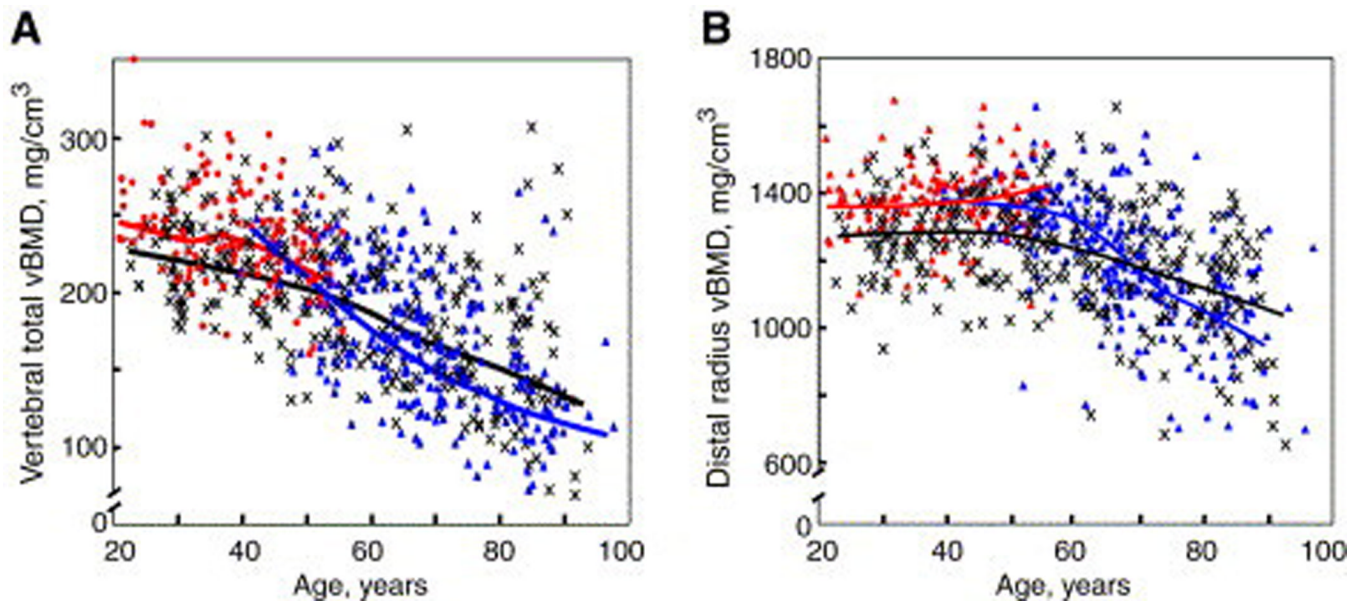 A
Vertebral total vBMD, mg/cm³
300
200
100
0
20 40 60 80 100
Age, years
B
Distal radius vBMD, mg/cm³
1800
1400
1000
600
0
20 40 60 80 100
Age, years